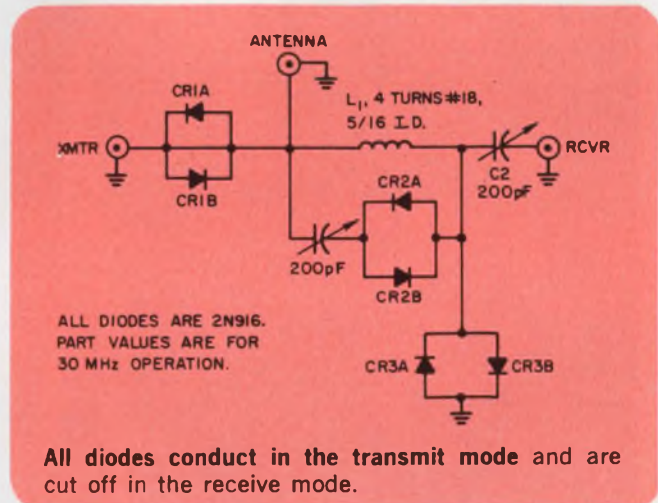 ANTENNA
CR1A
L1, 4 TURNS #18,
5/16 I.D.
XMTR
RCVR
C2
200pF
CR1B
CR2A
200pF
CR2B
ALL DIODES ARE 2N916.
PART VALUES ARE FOR
30 MHz OPERATION.
CR3A
CR3B
All diodes conduct in the transmit mode and are
cut off in the receive mode.